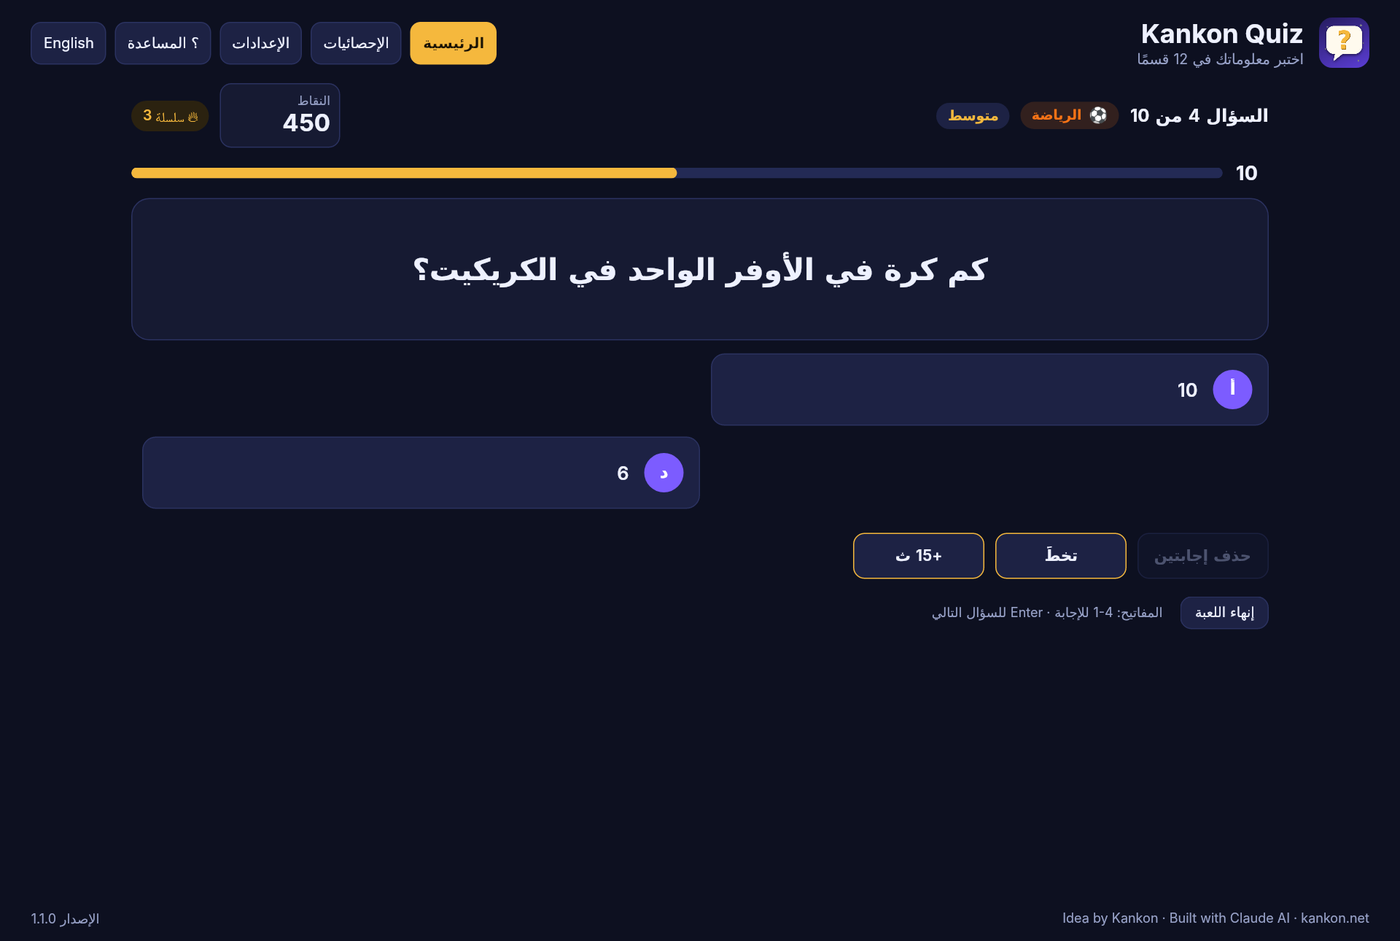 Kankon Quiz
اختبر معلوماتك في 12 قسمًا
الرئيسية
الإحصائيات
الإعدادات
؟ المساعدة
English
السؤال 4 من 10
الرياضة
متوسط
النقاط
450
سلسلة 3
10
كم كرة في الأوفر الواحد في الكريكيت؟
أ
10
د
6
حذف إجابتين
تخطَّ
+15 ث
إنهاء اللعبة
المفاتيح: 1-4 للإجابة · Enter للسؤال التالي
Idea by Kankon · Built with Claude AI · kankon.net
الإصدار 1.1.0